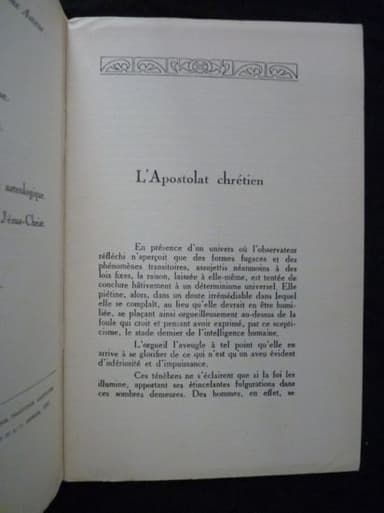 L'Apostolat chrétien
En présence d'un univers où l'observateur
réfléchi n'aperçoit que des formes fugaces et des
phénomènes transitoires, assujettis néanmoins à des
lois fixes, la raison, laissée à elle-même, est tentée de
conclure hâtivement à un déterminisme universel. Elle
piétine, alors, dans un doute irrémédiable dans lequel
elle se complaît, au lieu qu'elle devrait en être humi-
liée, se plaçant ainsi orgueilleusement au-dessus de la
foule qui croit et pensant avoir exprimé, par ce scepti-
cisme, le stade dernier de l'intelligence humaine.
L'orgueil l'aveugle à tel point qu'elle en
arrive à se glorifier de ce qui n'est qu'un aveu évident
d'infériorité et d'impuissance.
Ces ténèbres ne s'éclairent que si la foi les
illumine, apportant ses étincelantes fulgurations dans
ces sombres demeures. Des hommes, en effet, se
Auteur
astrologique
Jésus-Christ